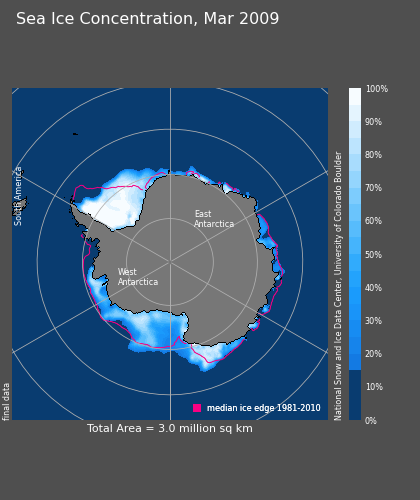 Sea Ice Concentration, Mar 2009
South America
East
Antarctica
West
Antarctica
final data
median ice edge 1981-2010
Total Area = 3.0 million sq km
National Snow and Ice Data Center, University of Colorado Boulder
100%
90%
80%
70%
60%
50%
40%
30%
20%
10%
0%